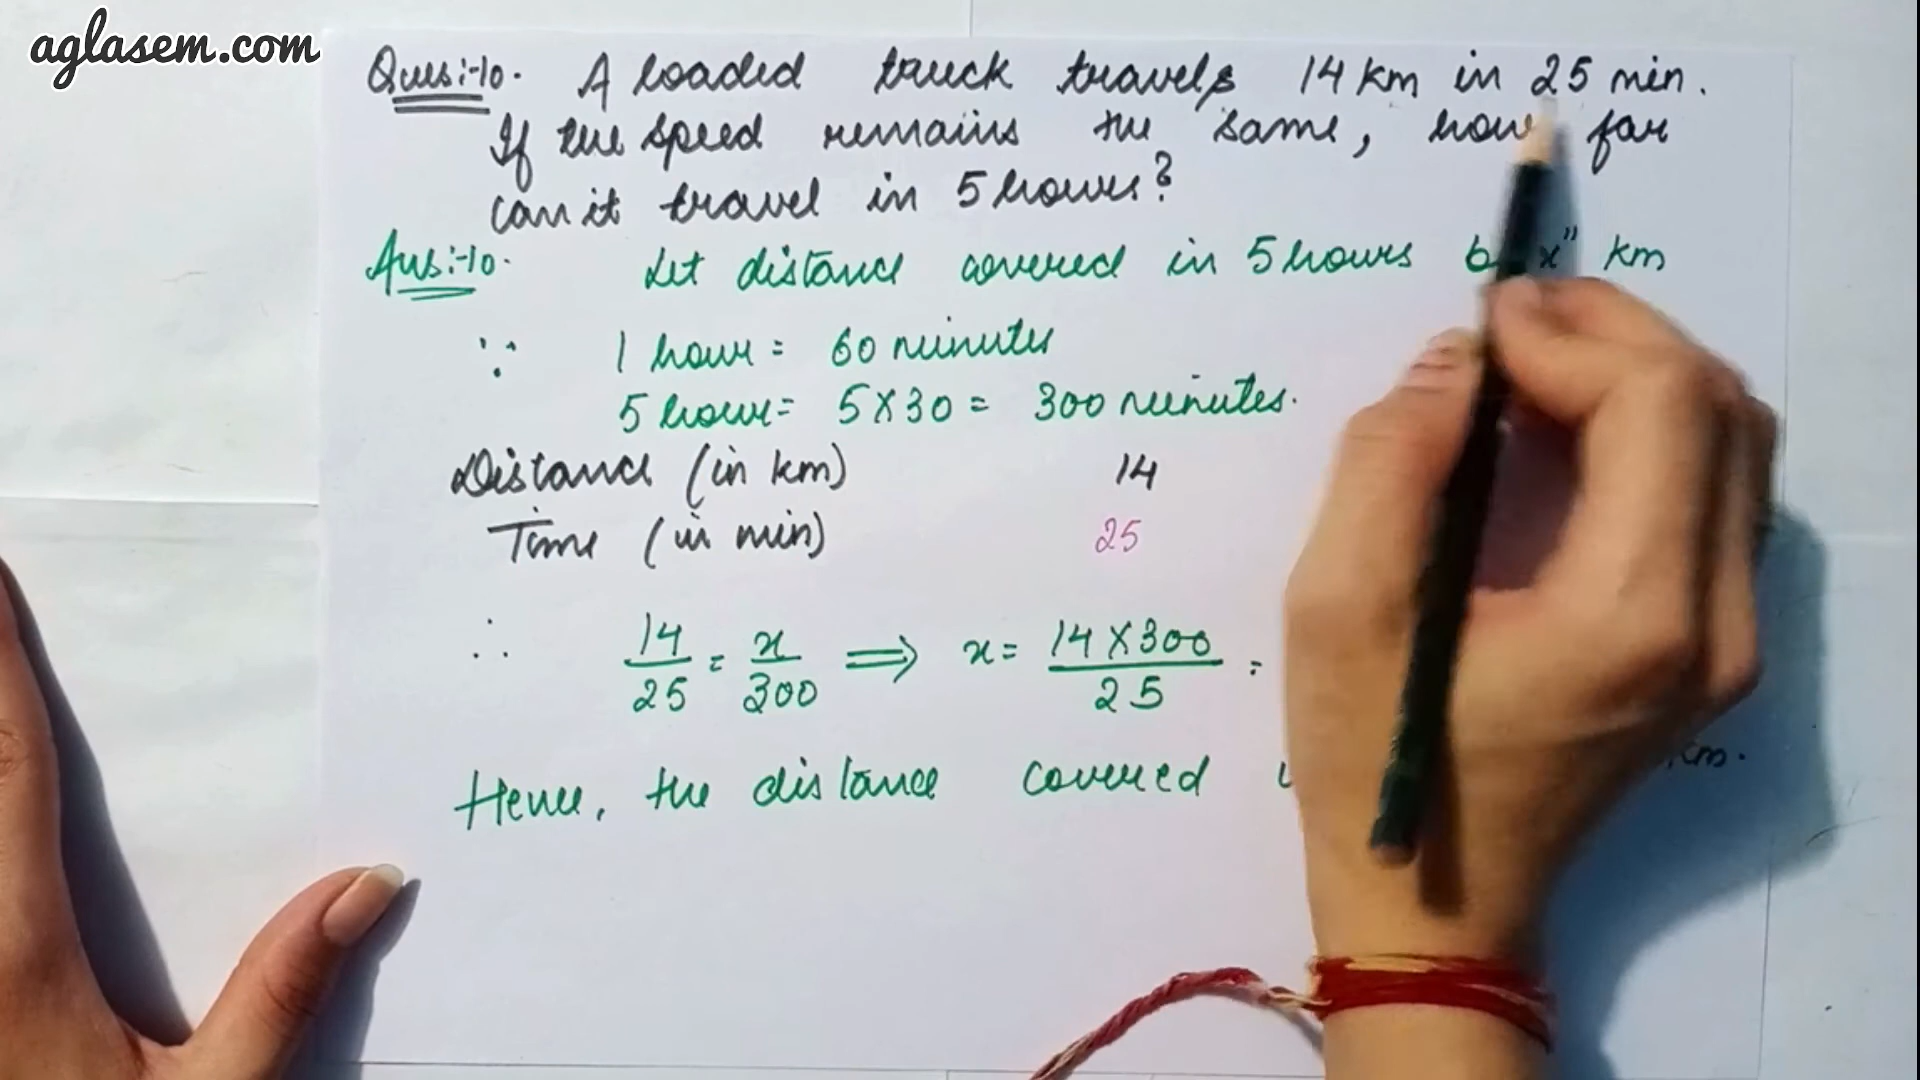 aglasem.com
Ques:-10. A loaded truck travels 14 km in 25 min.
If the speed remains the same, how far
can it travel in 5 hours?
Ans:-10. Let distance covered in 5 hours x" km
∵ 1 hour = 60 minutes
5 hour = 5 X 30 = 300 minutes.
Distance (in km) 14
Time (in min) 25
∴ 14/25 = x/300 ⟹ x = 14 X 300/25 =
Hence, the distance covered km.